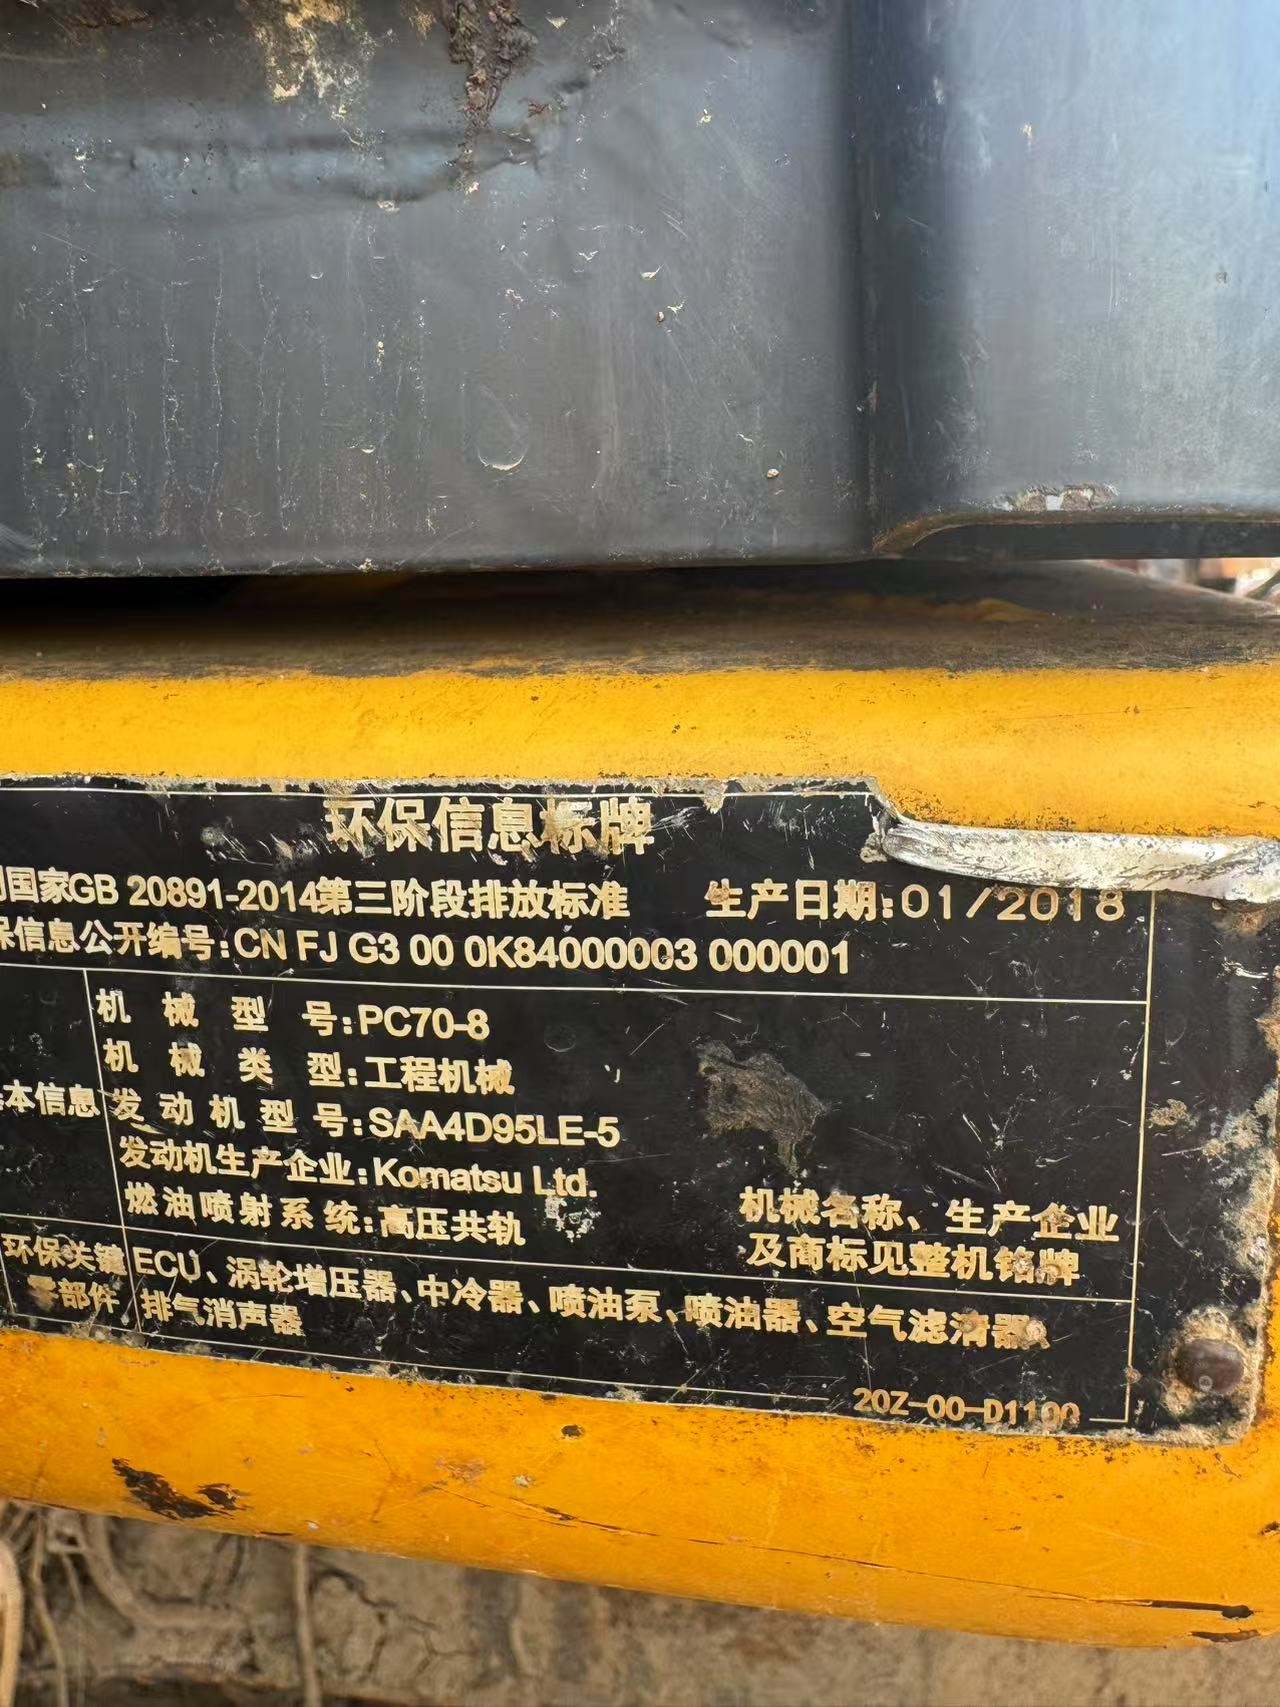 环保信息标牌
国家GB 20891-2014第三阶段排放标准 生产日期:01/2018
保信息公开编号:CN FJ G3 00 0K84000003 000001
机械型号:PC70-8
机械类型:工程机械
本信息 发动机型号:SAA4D95LE-5
发动机生产企业:Komatsu Ltd.
燃油喷射系统:高压共轨
机械名称、生产企业
及商标见整机铭牌
环保关键 ECU、涡轮增压器、中冷器、喷油泵、喷油器、空气滤清器、
零部件 排气消声器
20Z-00-D1190